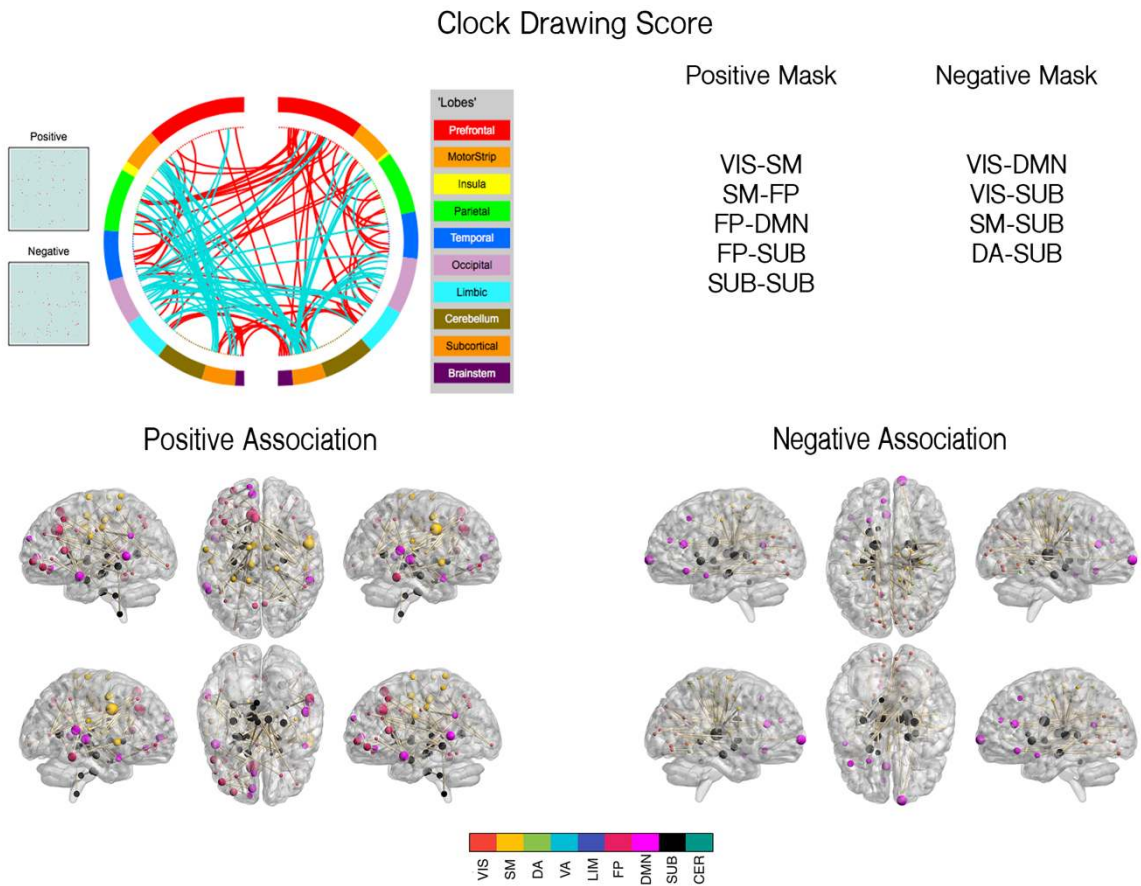 Clock Drawing Score
Positive Mask
Negative Mask
Positive
Negative
'Lobes'
Prefrontal
MotorStrip
Insula
Parietal
Temporal
Occipital
Limbic
Cerebellum
Subcortical
Brainstem
VIS-SM
SM-FP
FP-DMN
FP-SUB
SUB-SUB
VIS-DMN
VIS-SUB
SM-SUB
DA-SUB
Positive Association
Negative Association
VIS
SM
DA
VA
LIM
FP
DMN
SUB
CER